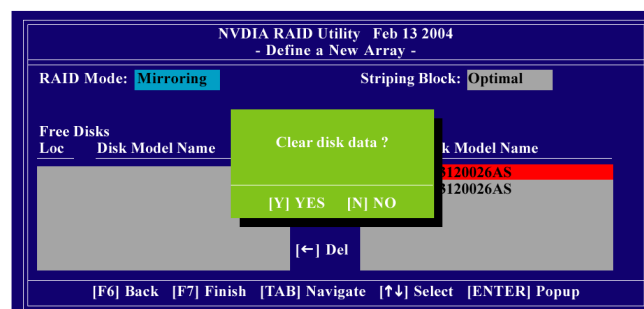 NVDIA RAID Utility Feb 13 2004
- Define a New Array -
RAID Mode: Mirroring Striping Block: Optimal
Free Disks
Clear disk data ?
Loc Disk Model Name k Model Name
3120026AS
3120026AS
[Y] YES [N] NO
[←] Del
[F6] Back [F7] Finish [TAB] Navigate [↑↓] Select [ENTER] Popup